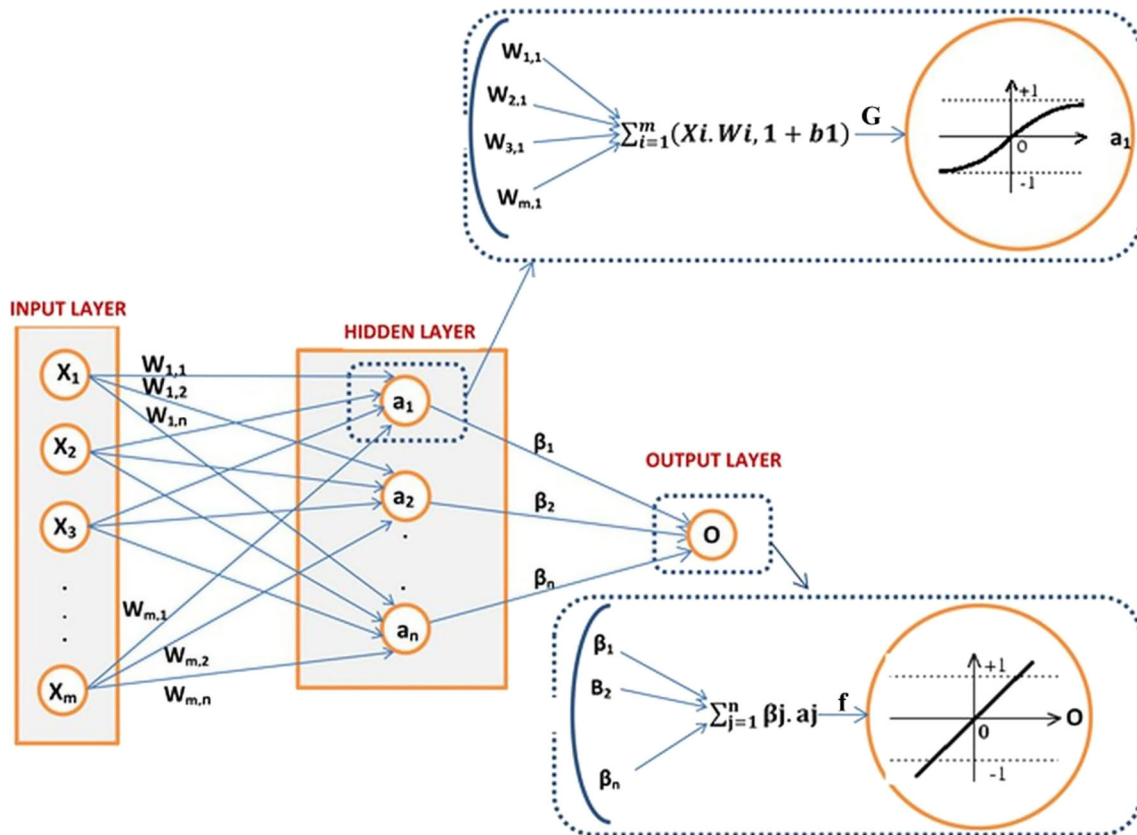 W1,1
W2,1
W3,1
Wm,1
∑_{i=1}^{m}(Xi.Wi, 1 + b1)
G
+1
0
-1
a1
INPUT LAYER
HIDDEN LAYER
OUTPUT LAYER
X1
X2
X3
.
.
.
.
Xm
W1,1
W1,2
W1,n
Wm,1
Wm,2
Wm,n
a1
a2
.
.
an
β1
β2
βn
O
β1
B2
βn
∑_{j=1}^{n} βj. aj
f
+1
0
-1
O